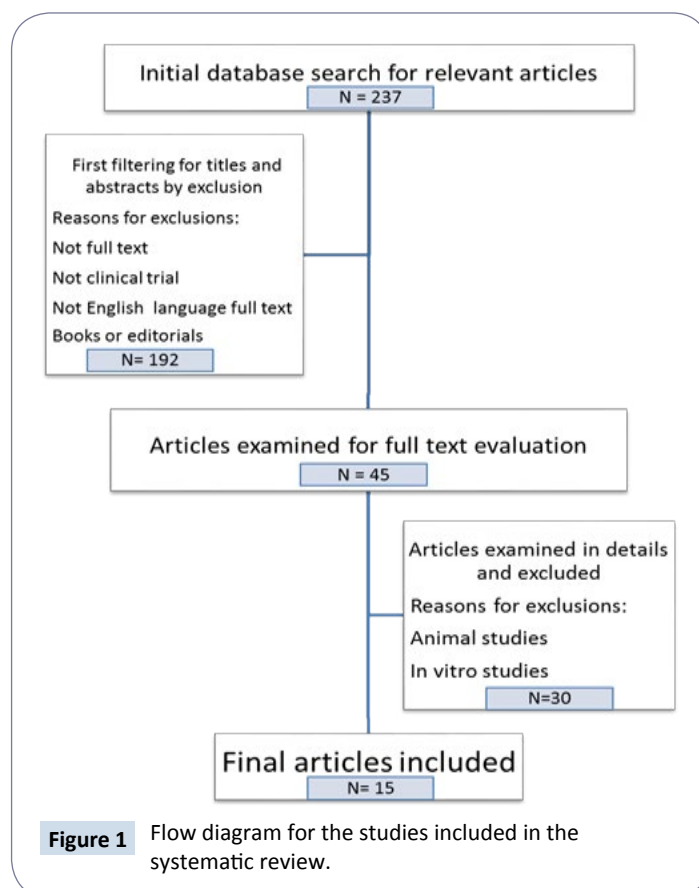 Initial database search for relevant articles
N = 237
First filtering for titles and
abstracts by exclusion
Reasons for exclusions:
Not full text
Not clinical trial
Not English language full text
Books or editorials
N= 192
Articles examined for full text evaluation
N = 45
Articles examined in details
and excluded
Reasons for exclusions:
Animal studies
In vitro studies
N=30
Final articles included
N= 15
Figure 1 Flow diagram for the studies included in the
systematic review.